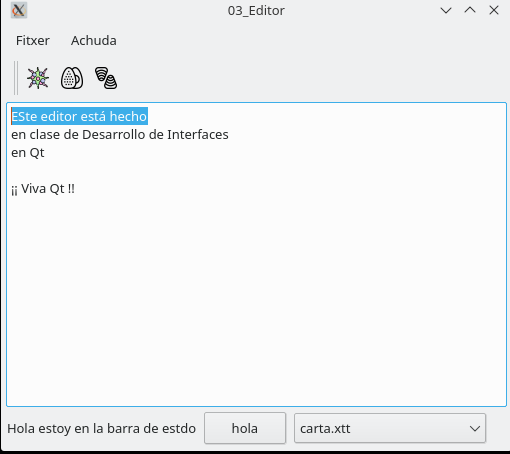 03_Editor
Fitxer Achuda
ESte editor está hecho
en clase de Desarrollo de Interfaces
en Qt
¡¡ Viva Qt !!
Hola estoy en la barra de estdo hola carta.xtt